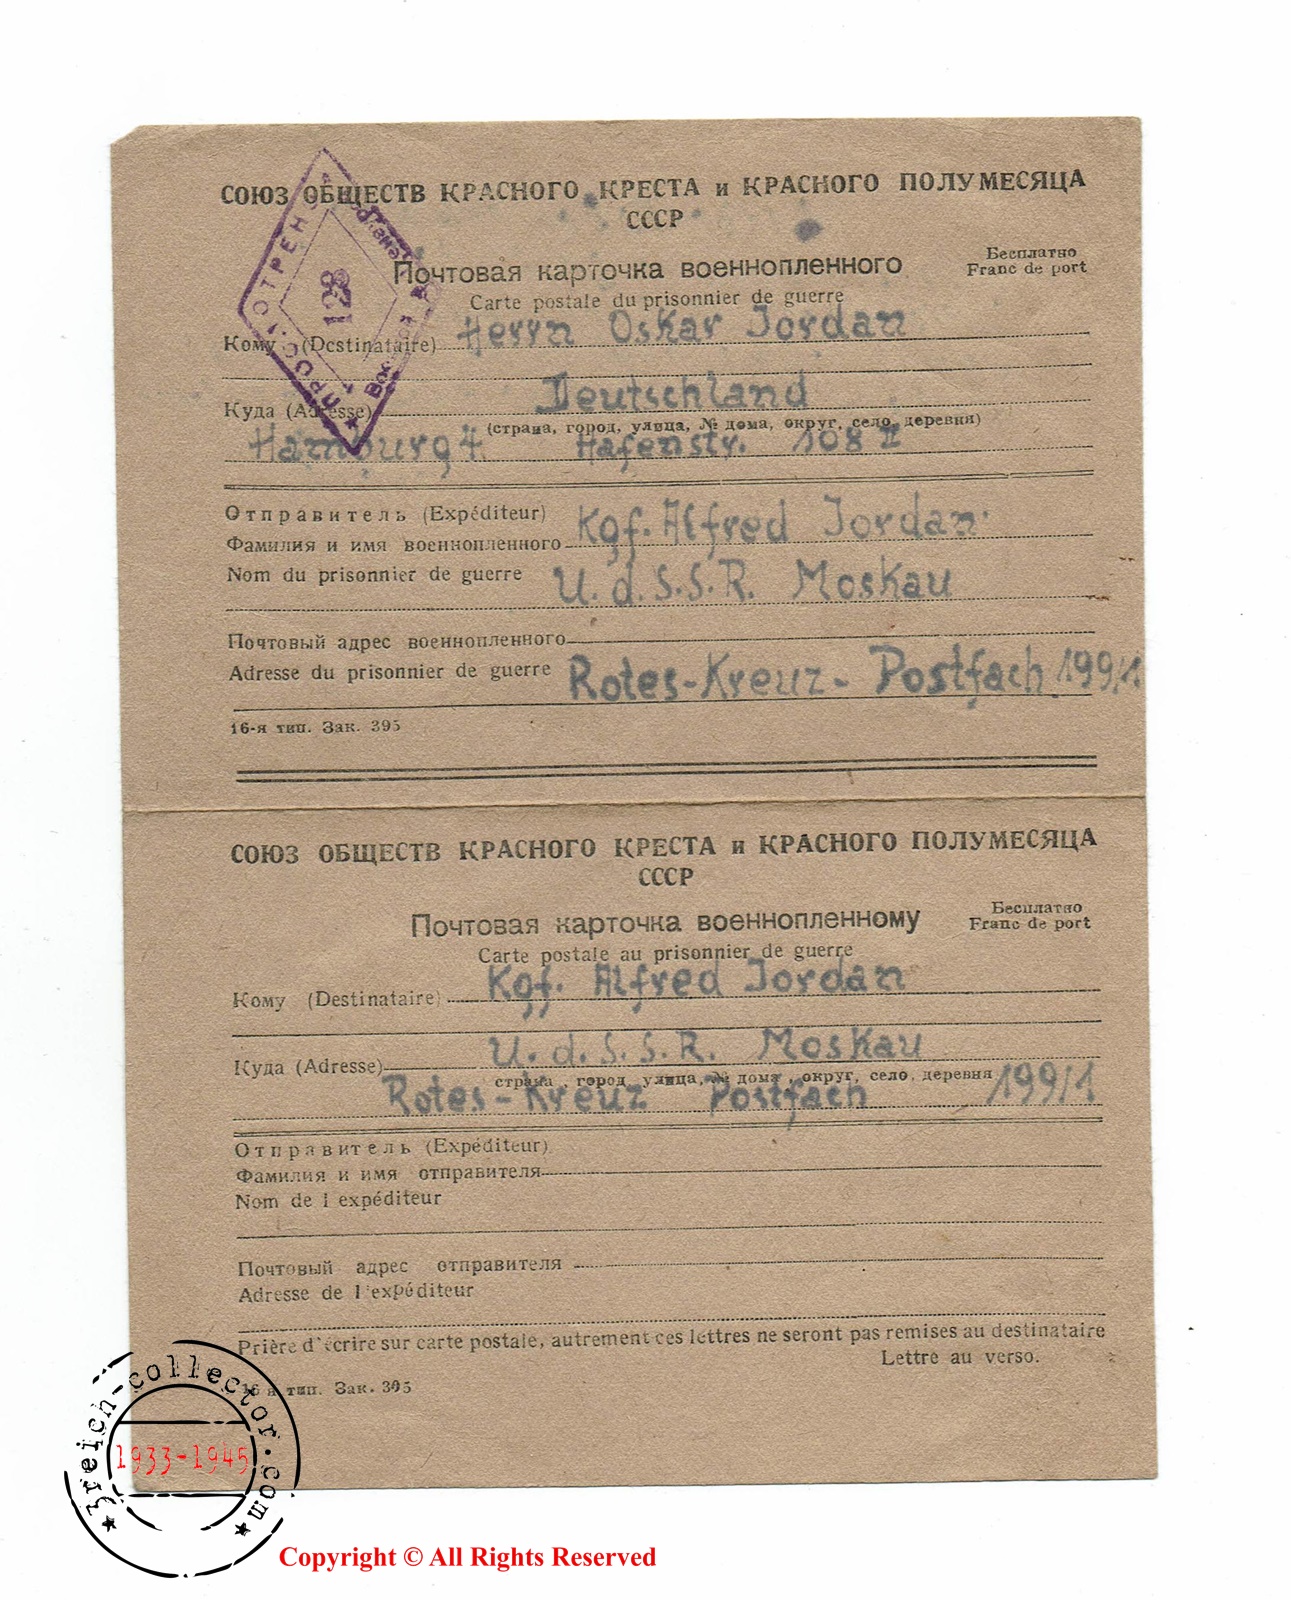 СОЮЗ ОБЩЕСТВ КРАСНОГО КРЕСТА и КРАСНОГО ПОЛУМЕСЯЦА
СССР
Почтовая карточка военнопленного
Бесплатно
Franc de port
Carte postale du prisonnier de guerre
ПРОСМОТРЕНО
Военная
138
Кому (Destinataire) Herrn Oskar Jordan
Куда (Adresse) Deutschland
(страна, город, улица, № дома, округ, село, деревня)
Hamburg 4 Hafenstr. 108 II
Отправитель (Expéditeur)
Фамилия и имя военнопленного Kgf. Alfred Jordan
Nom du prisonnier de guerre U.d.S.S.R. Moskau
Почтовый адрес военнопленного
Adresse du prisonnier de guerre Rotes-Kreuz-Postfach 199/1.
16-я тип. Зак. 395
СОЮЗ ОБЩЕСТВ КРАСНОГО КРЕСТА и КРАСНОГО ПОЛУМЕСЯЦА
СССР
Почтовая карточка военнопленному
Бесплатно
Franc de port
Carte postale au prisonnier de guerre
Кому (Destinataire) Kgf. Alfred Jordan
Куда (Adresse) U.d.S.S.R. Moskau
страна, город, улица, № дома, округ, село, деревня
Rotes-Kreuz Postfach 199/1
Отправитель (Expéditeur)
Фамилия и имя отправителя
Nom de l expéditeur
Почтовый адрес отправителя
Adresse de l'expéditeur
Prière d'écrire sur carte postale, autrement ces lettres ne seront pas remises au destinataire
Lettre au verso.
16 я тип. Зак. 395
3reich-collector.com
1933-1945
Copyright © All Rights Reserved